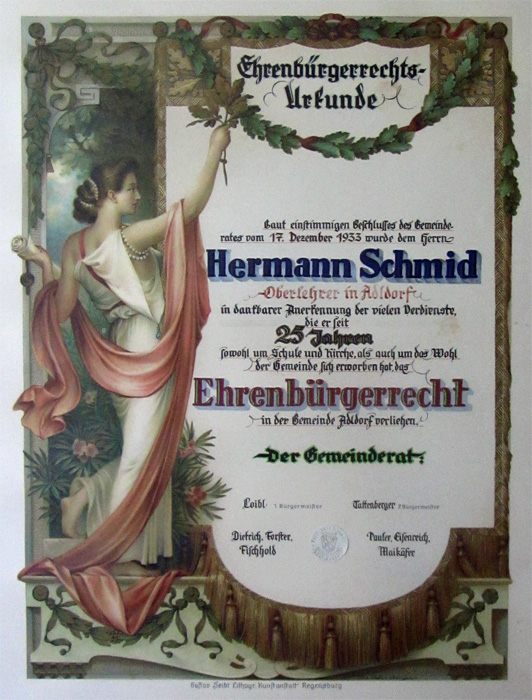 Ehrenbürgerrechts-
Urkunde
Laut einstimmigen Beschlusses des Gemeinde-
rates vom 17. Dezember 1933 wurde dem Herrn
Hermann Schmid
Oberlehrer in Adldorf
in dankbarer Anerkennung der vielen Verdienste,
die er seit
25 Jahren
sowohl um Schule und Kirche, als auch um das Wohl
der Gemeinde sich erworben hat das
Ehrenbürgerrecht
in der Gemeinde Adldorf verliehen.
Der Gemeinderat:
Loibl 1. Bürgermeister Tattenberger 2. Bürgermeister
Dietrich, Forster, Pauler, Eisenreich,
Fischhold Maikäfer
Regensburg